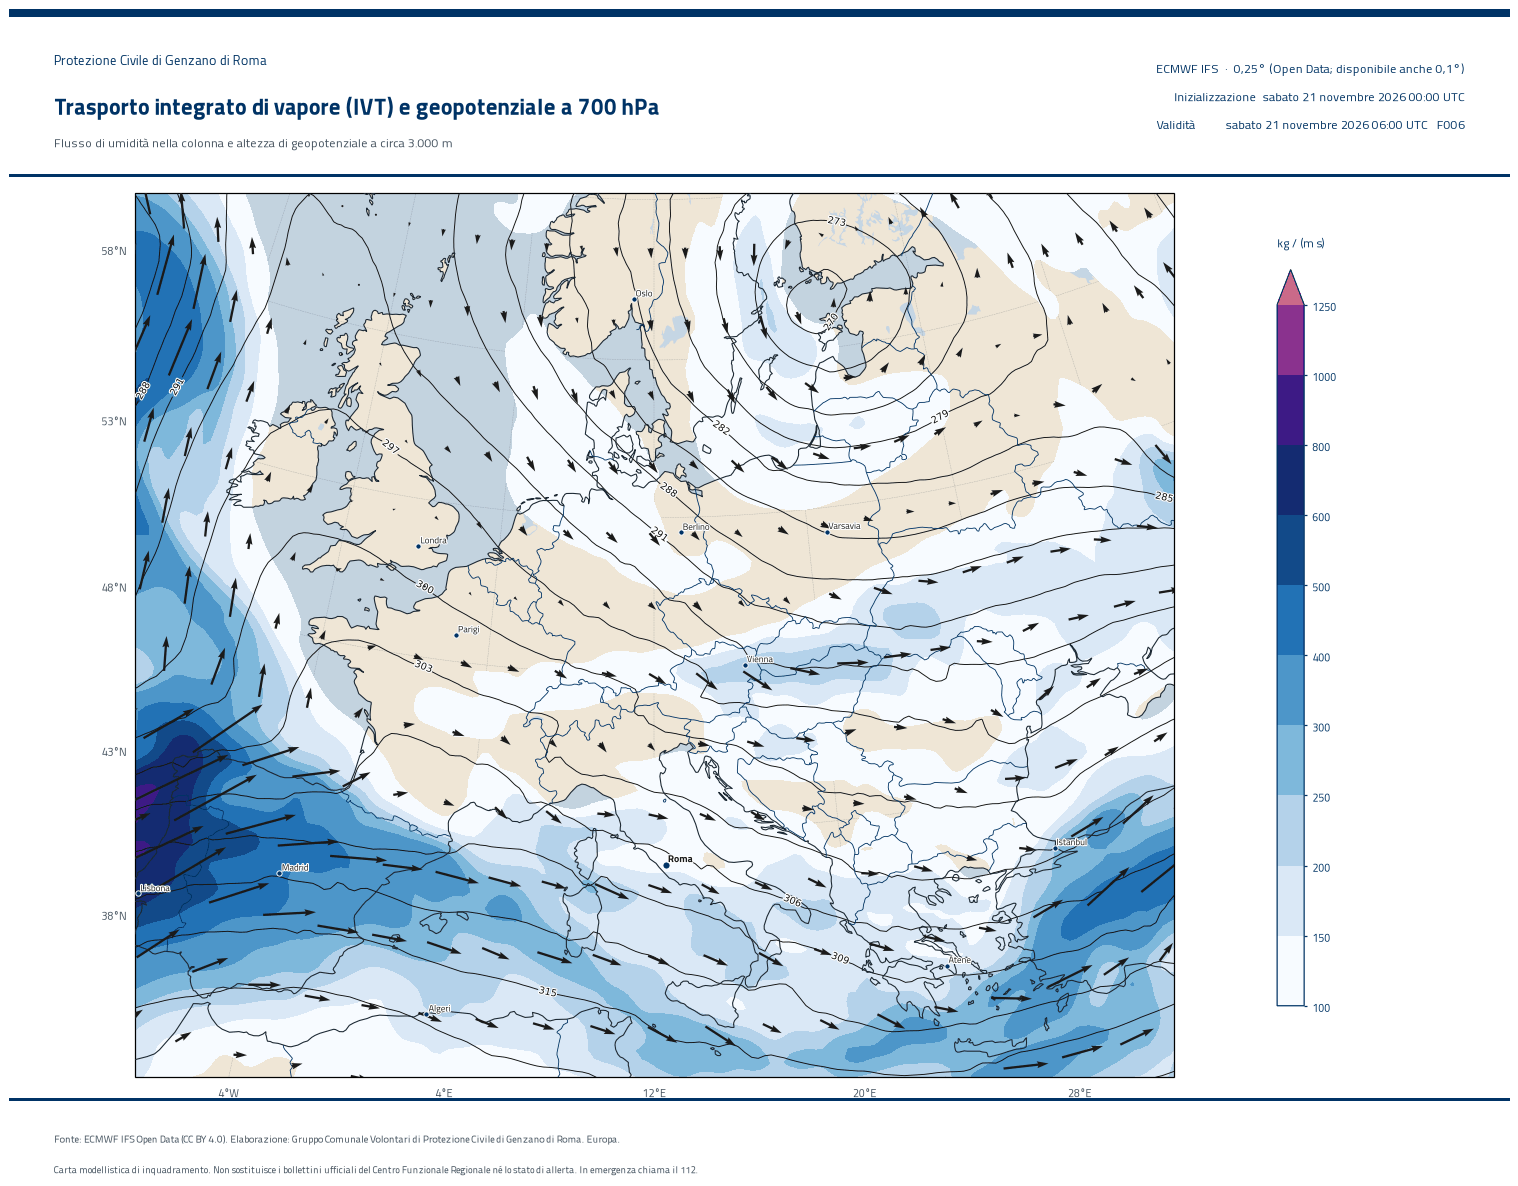 Protezione Civile di Genzano di Roma
Trasporto integrato di vapore (IVT) e geopotenziale a 700 hPa
Flusso di umidità nella colonna e altezza di geopotenziale a circa 3.000 m
ECMWF IFS · 0,25° (Open Data; disponibile anche 0,1°)
Inizializzazione sabato 21 novembre 2026 00:00 UTC
Validità sabato 21 novembre 2026 06:00 UTC F006
kg / (m s)
1250
1000
800
600
500
400
300
250
200
150
100
58°N
53°N
48°N
43°N
38°N
4°W
4°E
12°E
20°E
28°E
273
270
Oslo
288
291
279
282
297
288
285
291
Berlino
Varsavia
Londra
300
Parigi
303
Vienna
Istanbul
Roma
Madrid
Lisbona
306
309
Atene
315
Algeri
Fonte: ECMWF IFS Open Data (CC BY 4.0). Elaborazione: Gruppo Comunale Volontari di Protezione Civile di Genzano di Roma. Europa.
Carta modellistica di inquadramento. Non sostituisce i bollettini ufficiali del Centro Funzionale Regionale né lo stato di allerta. In emergenza chiama il 112.